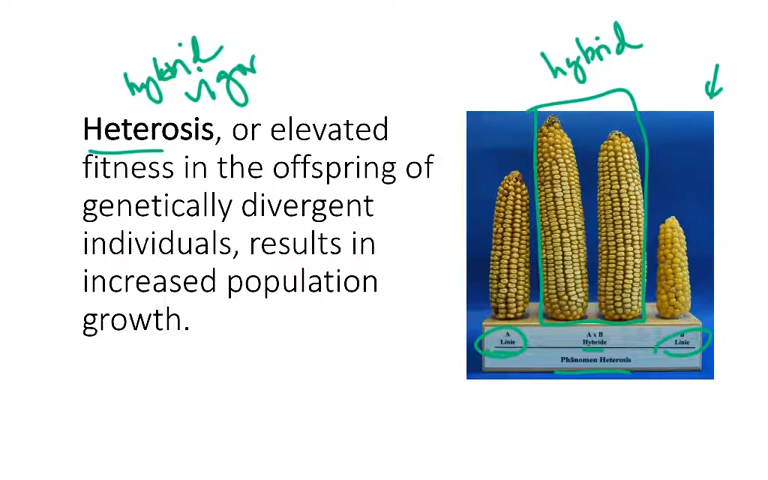 hybrid
vigor
hybrid
Heterosis, or elevated
fitness in the offspring of
genetically divergent
individuals, results in
increased population
growth.
A A x B B
Linie Hybride Linie
Phänomen Heterosis